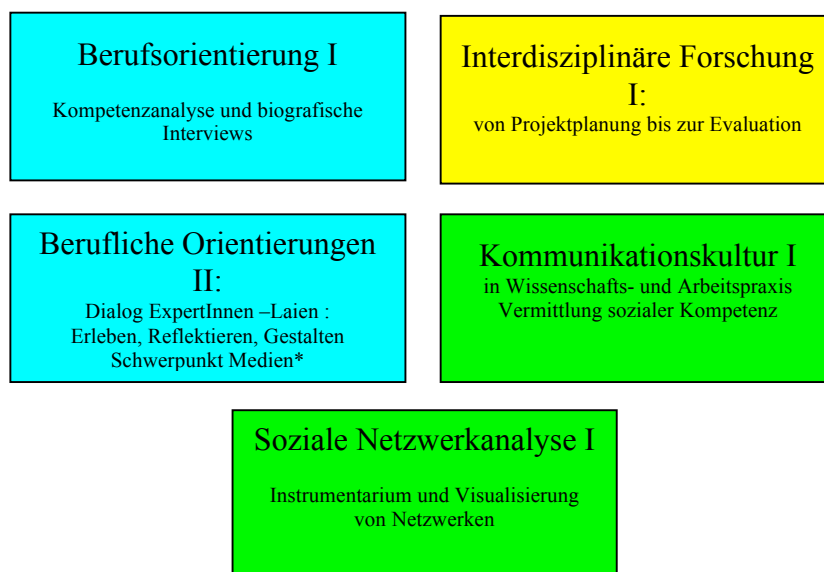 Berufsorientierung I
Kompetenzanalyse und biografische
Interviews
Interdisziplinäre Forschung
I:
von Projektplanung bis zur Evaluation
Berufliche Orientierungen
II:
Dialog ExpertInnen –Laien :
Erleben, Reflektieren, Gestalten
Schwerpunkt Medien*
Kommunikationskultur I
in Wissenschafts- und Arbeitspraxis
Vermittlung sozialer Kompetenz
Soziale Netzwerkanalyse I
Instrumentarium und Visualisierung
von Netzwerken